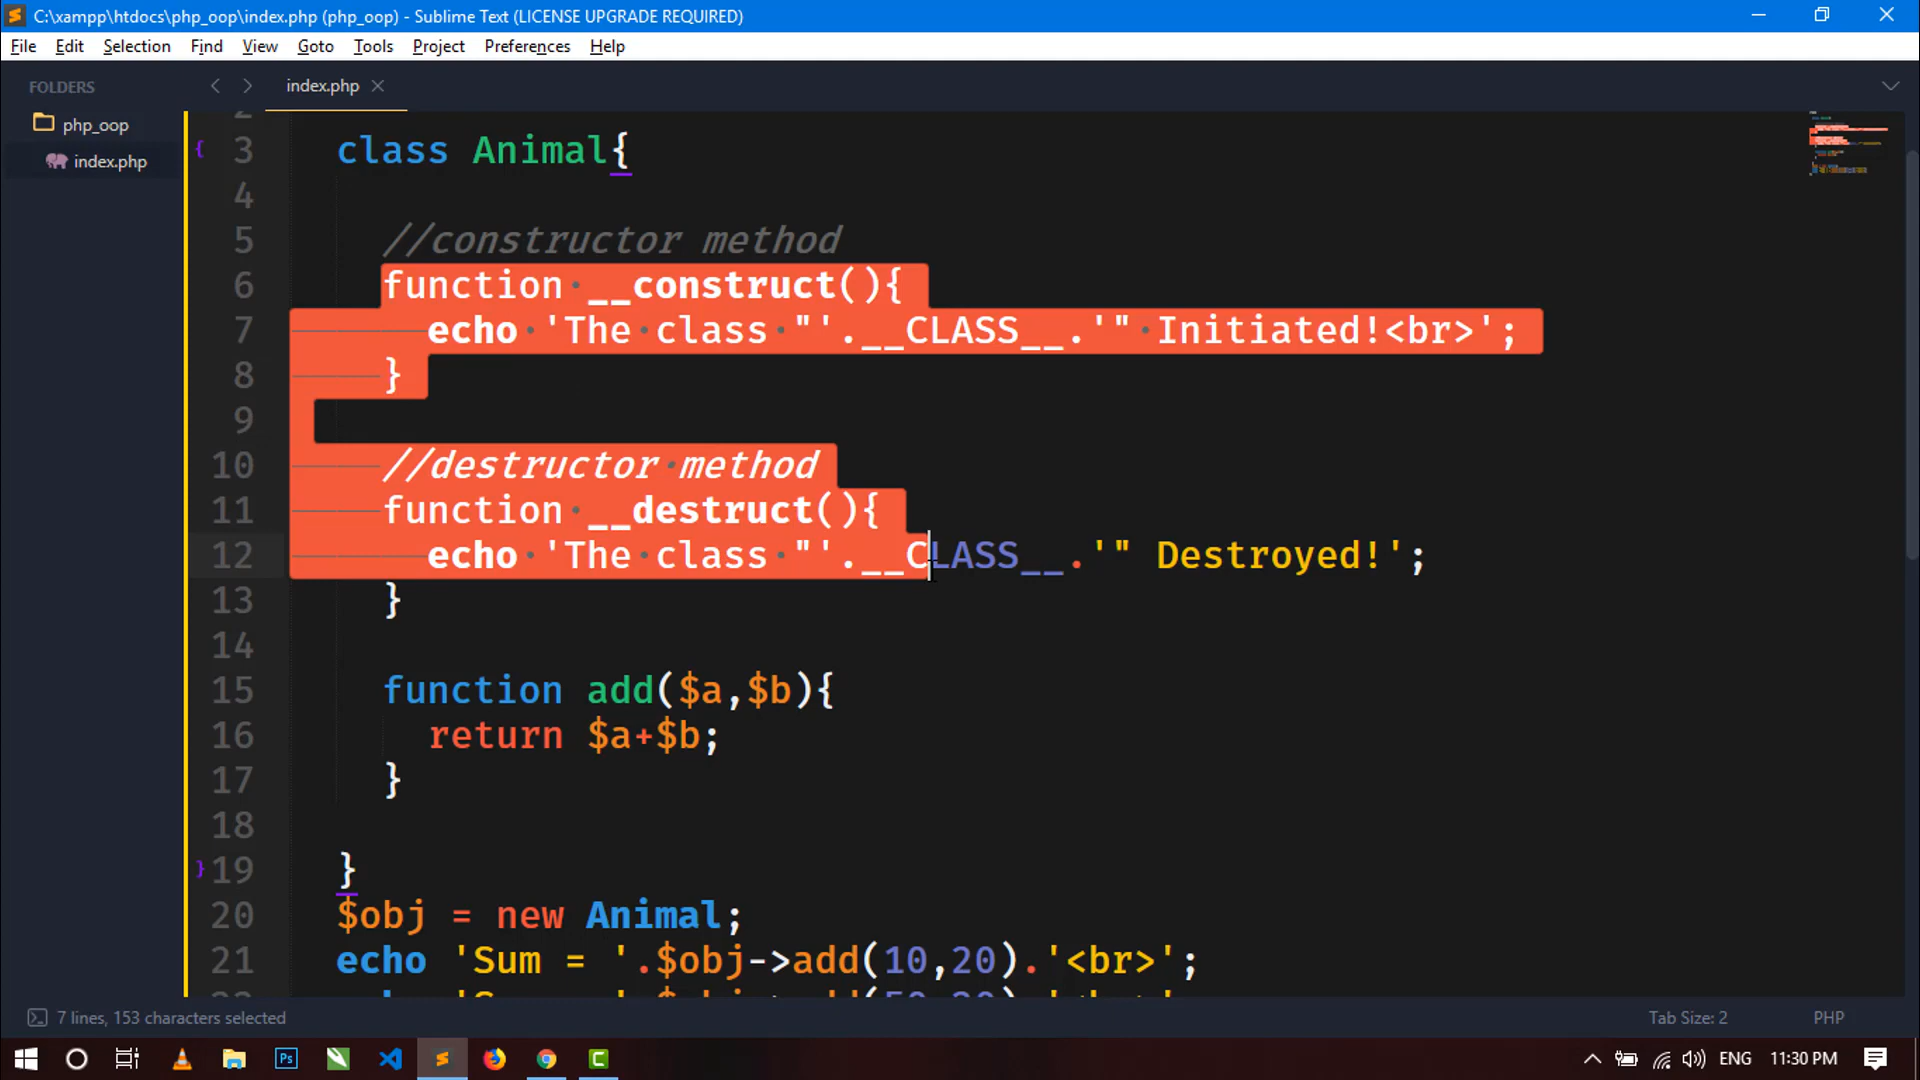 C:\xampp\htdocs\php_oop\index.php (php_oop) - Sublime Text (LICENSE UPGRADE REQUIRED)
File Edit Selection Find View Goto Tools Project Preferences Help
FOLDERS
php_oop
index.php
index.php
3 class Animal{
4
5 //constructor method
6 function __construct(){
7 echo 'The class "'.__CLASS__.'" Initiated!<br>';
8 }
9
10 //destructor method
11 function __destruct(){
12 echo 'The class "'.__CLASS__.'" Destroyed!';
13 }
14
15 function add($a,$b){
16 return $a+$b;
17 }
18
19 }
20 $obj = new Animal;
21 echo 'Sum = '.$obj->add(10,20).'<br>';
7 lines, 153 characters selected
Tab Size: 2
PHP
Ps
ENG
11:30 PM